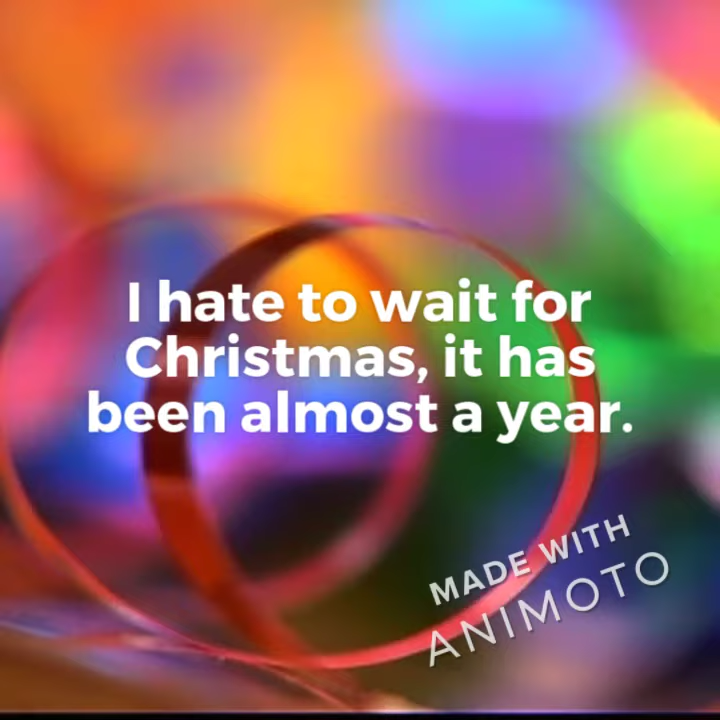 I hate to wait for
Christmas, it has
been almost a year.
MADE WITH
ANIMOTO